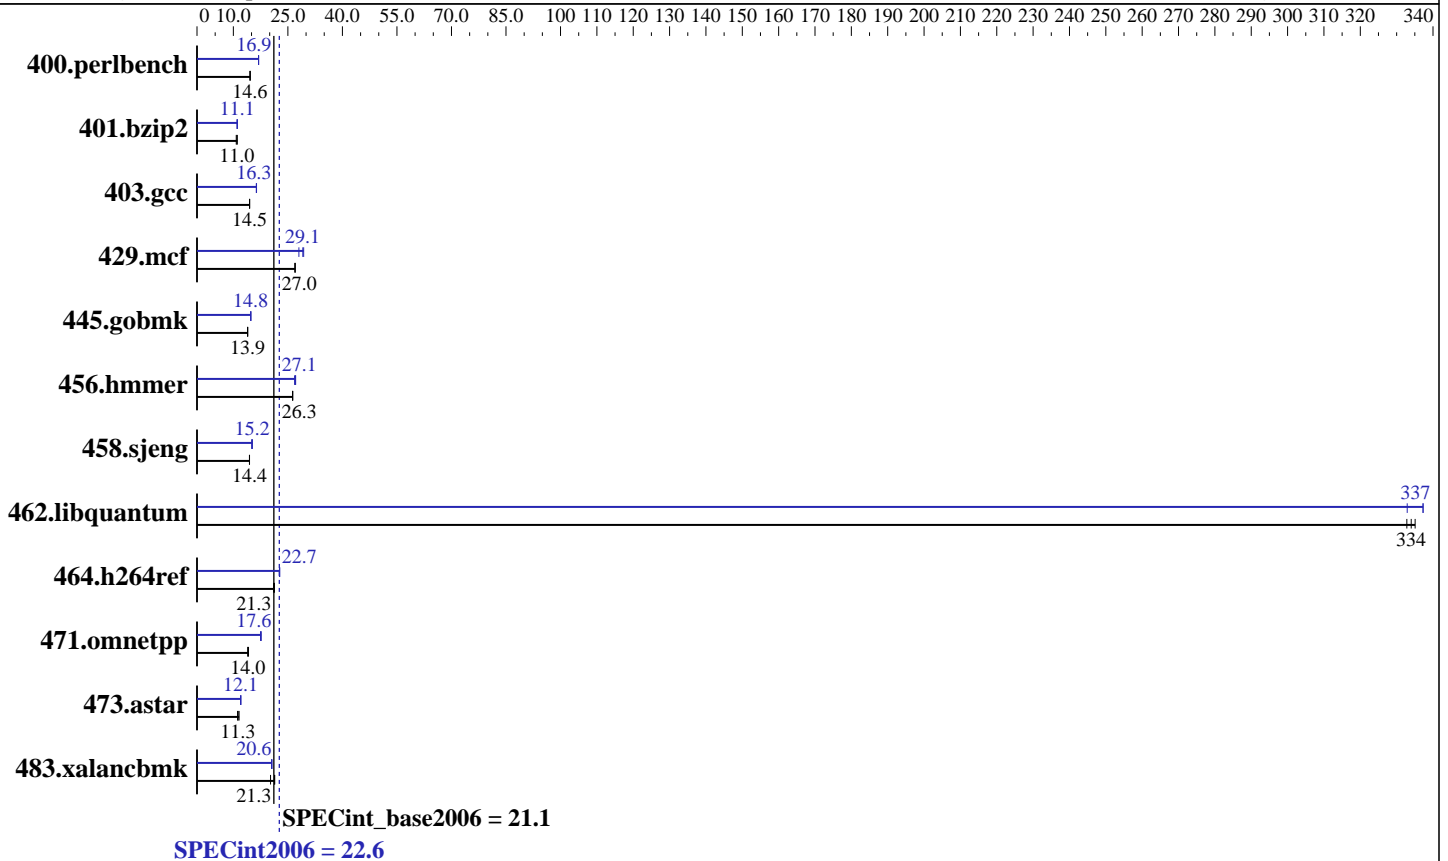 0 10.0 25.0 40.0 55.0 70.0 85.0 100 110 120 130 140 150 160 170 180 190 200 210 220 230 240 250 260 270 280 290 300 310 320 340
16.9
400.perlbench
14.6
11.1
401.bzip2
11.0
16.3
403.gcc
14.5
29.1
429.mcf
27.0
14.8
445.gobmk
13.9
27.1
456.hmmer
26.3
15.2
458.sjeng
14.4
337
462.libquantum
334
22.7
464.h264ref
21.3
17.6
471.omnetpp
14.0
12.1
473.astar
11.3
20.6
483.xalancbmk
21.3
SPECint_base2006 = 21.1
SPECint2006 = 22.6